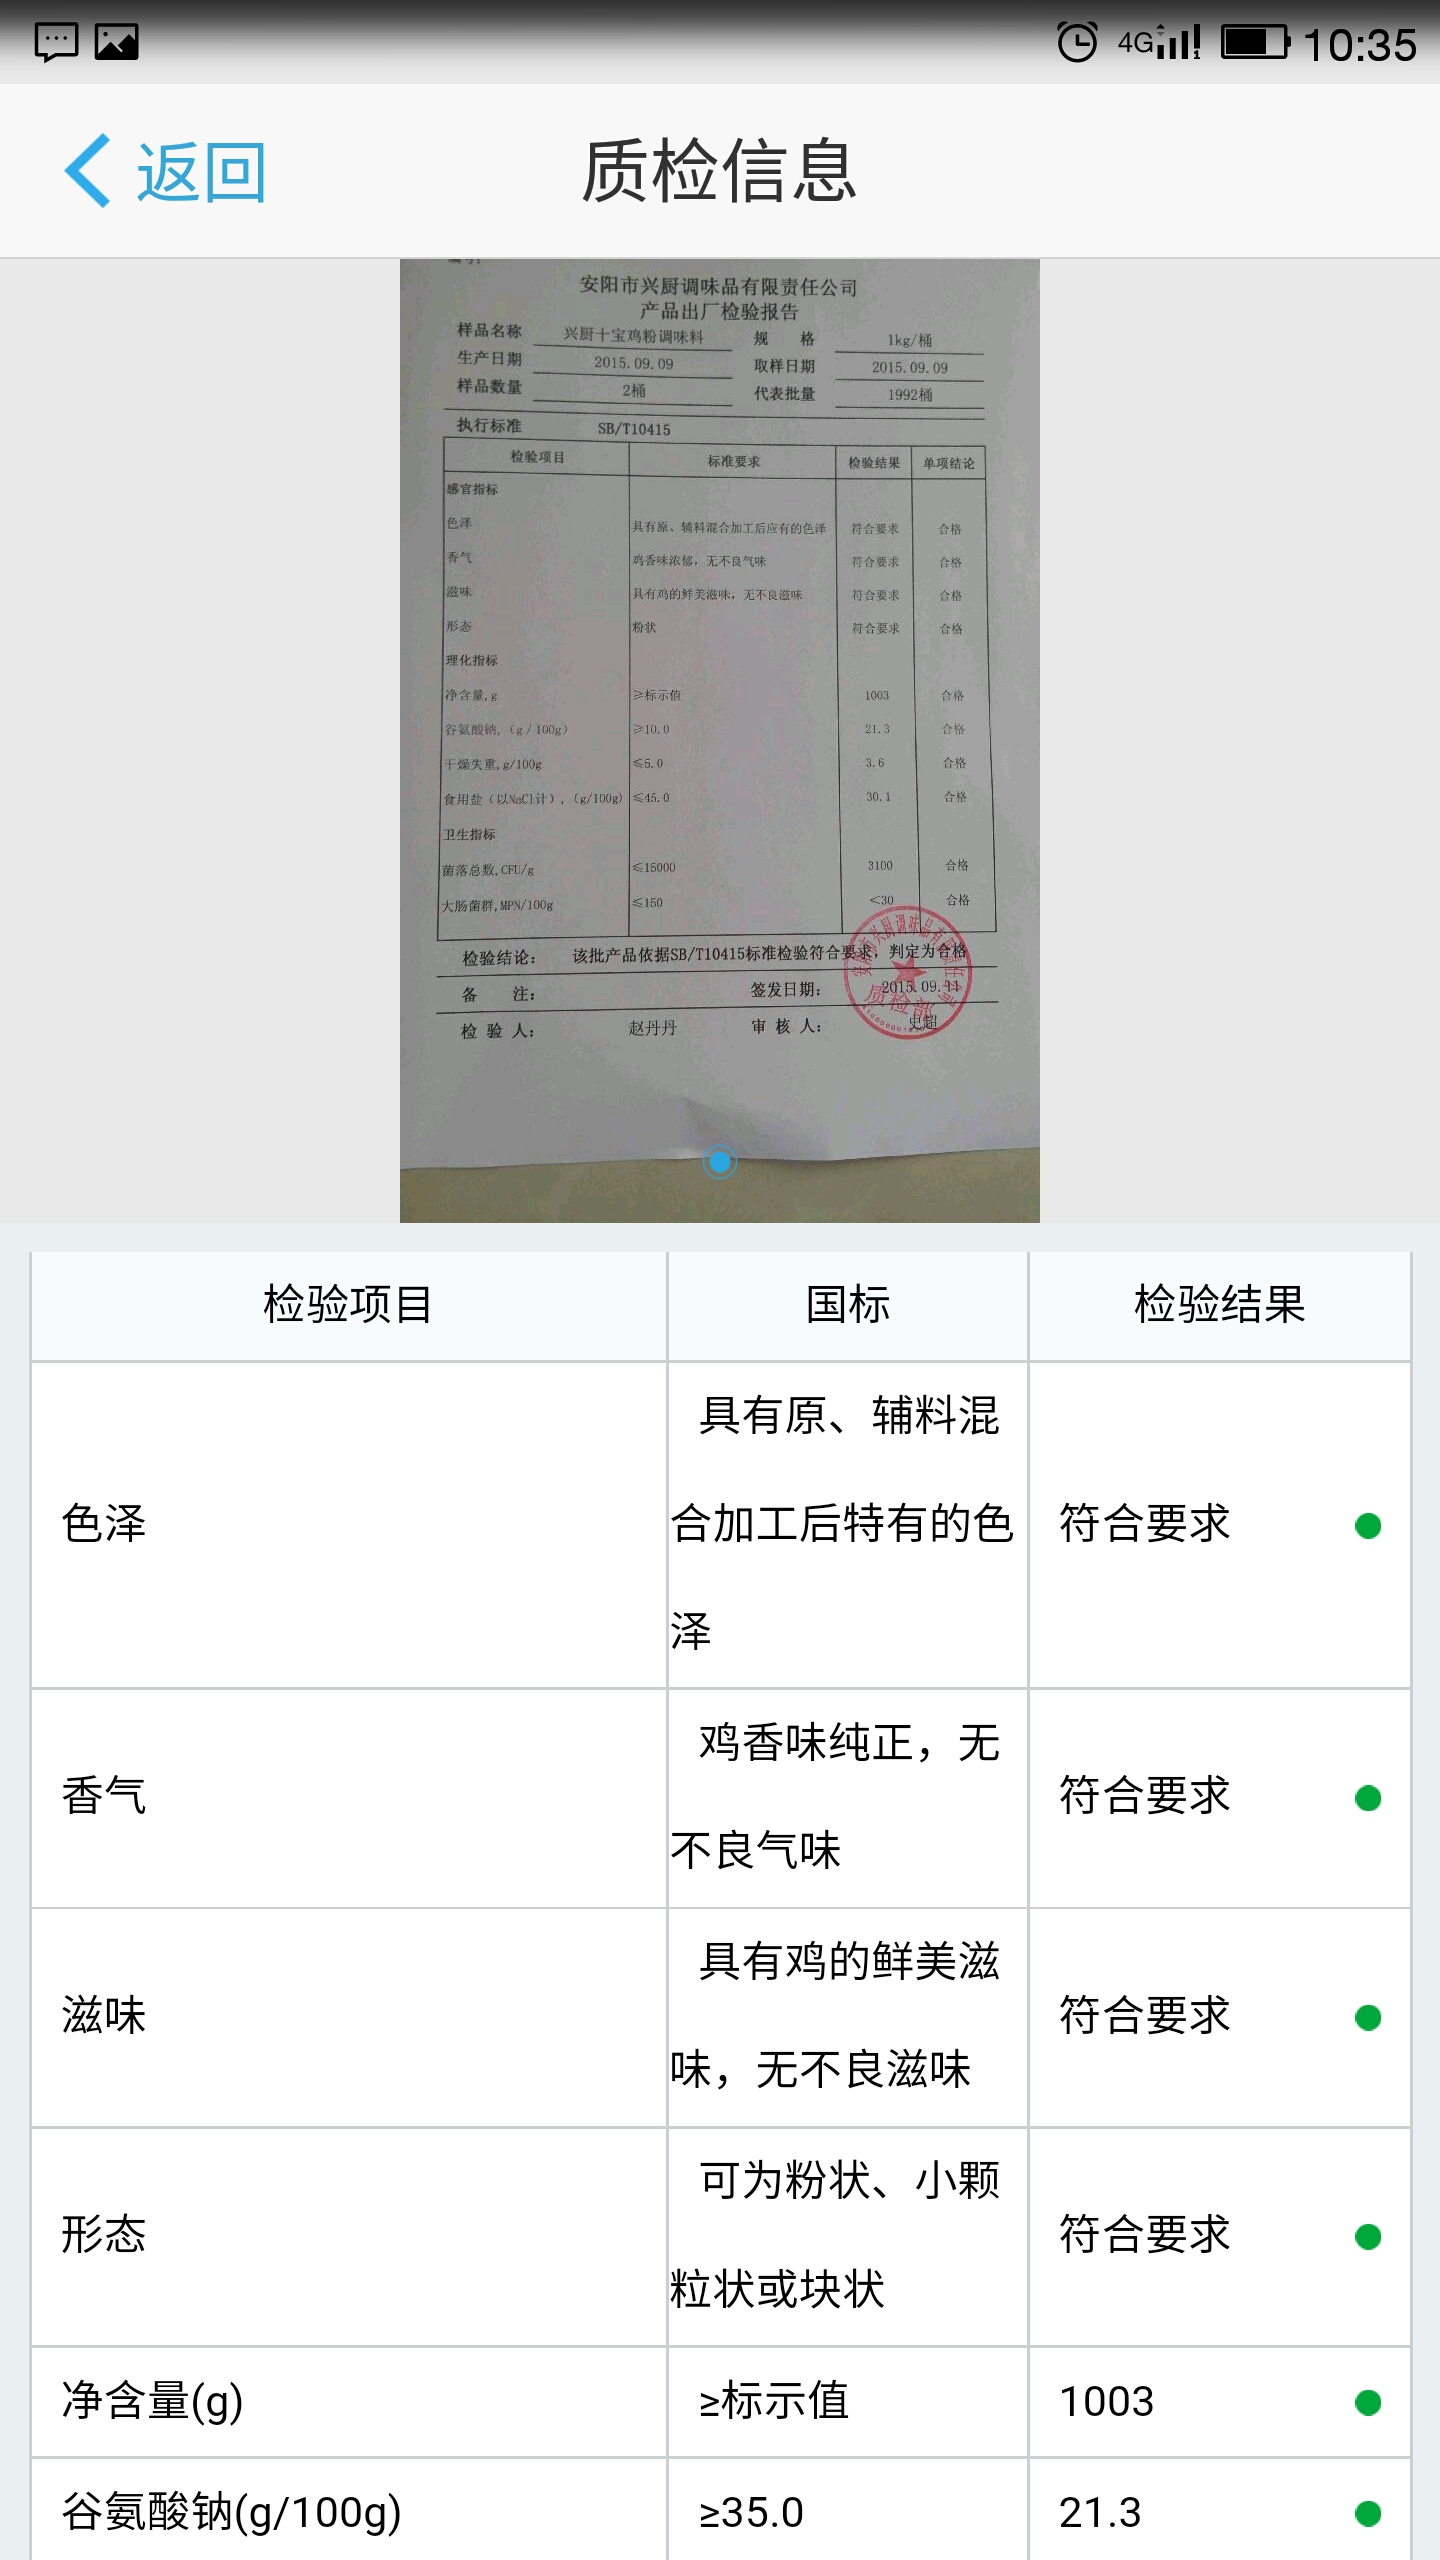 4G 10:35
返回 质检信息
安阳市兴厨调味品有限责任公司
产品出厂检验报告
样品名称 兴厨十宝鸡粉调味料 规 格 1kg/桶
生产日期 2015.09.09 取样日期 2015.09.09
样品数量 2桶 代表批量 1992桶
执行标准 SB/T10415
检验项目 标准要求 检验结果 单项结论
感官指标
色泽 具有原、辅料混合加工后应有的色泽 符合要求 合格
香气 鸡香味浓郁，无不良气味 符合要求 合格
滋味 具有鸡的鲜美滋味，无不良滋味 符合要求 合格
形态 粉状 符合要求 合格
理化指标
净含量,g ≥标示值 1003 合格
谷氨酸钠,（g/100g） ≥10.0 21.3 合格
干燥失重,g/100g ≤5.0 3.6 合格
食用盐（以NaCl计）,（g/100g） ≤45.0 30.1 合格
卫生指标
菌落总数,CFU/g ≤15000 3100 合格
大肠菌群,MPN/100g ≤150 <30 合格
检验结论： 该批产品依据SB/T10415标准检验符合要求，判定为合格
备 注： 签发日期： 2015.09.11
检 验 人： 赵丹丹 审 核 人： 史超
质检部
检验项目 国标 检验结果
具有原、辅料混
色泽 合加工后特有的色 符合要求
泽
鸡香味纯正，无
香气 符合要求
不良气味
具有鸡的鲜美滋
滋味 符合要求
味，无不良滋味
可为粉状、小颗
形态 符合要求
粒状或块状
净含量(g) ≥标示值 1003
谷氨酸钠(g/100g) ≥35.0 21.3